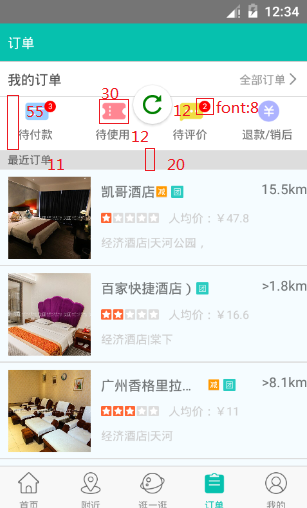 12:34
订单
我的订单 全部订单 >
30
55 3 12 2 font:8
待付款 待使用 待评价 退款/销后
12
最近订单
11 20
凯哥酒店 减 团 15.5km
人均价：￥47.8
经济酒店|天河公园，
百家快捷酒店） 团 >1.8km
人均价：￥16.6
经济酒店|棠下
广州香格里拉... 减 团 >8.1km
人均价：￥11
经济酒店|天河
首页 附近 逛一逛 订单 我的